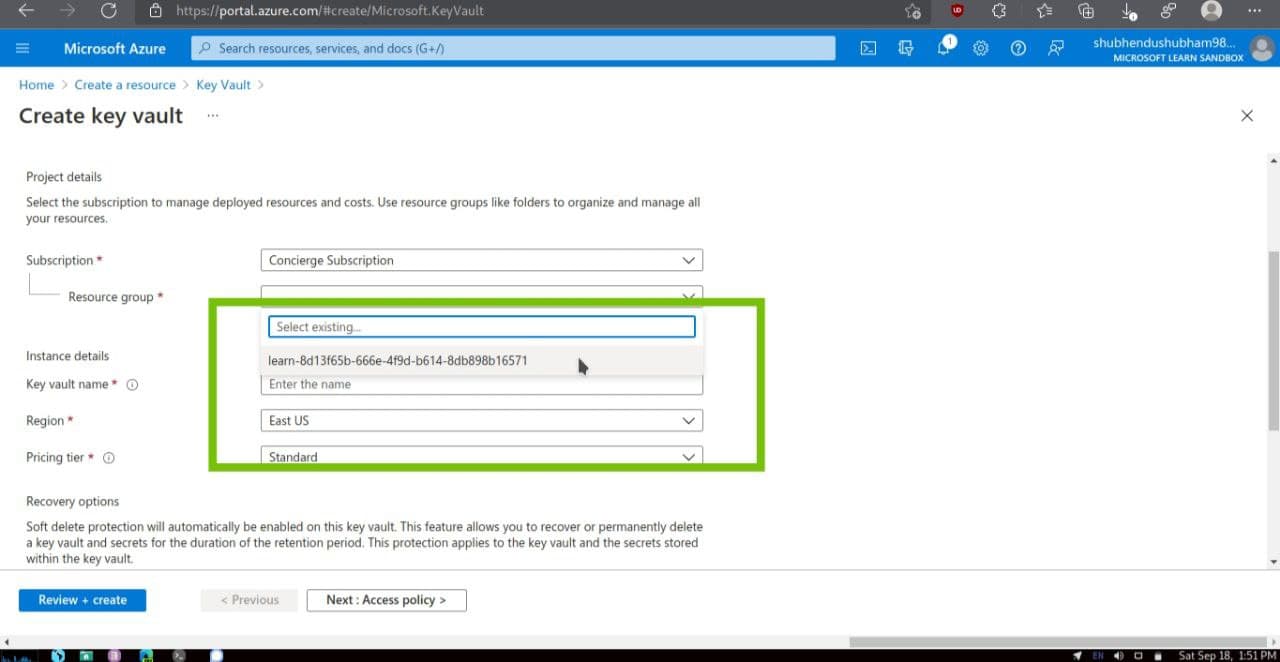 https://portal.azure.com/#create/Microsoft.KeyVault
Microsoft Azure
Search resources, services, and docs (G+/)
1
shubhendushubham98...
MICROSOFT LEARN SANDBOX
Home > Create a resource > Key Vault >
Create key vault ...
Project details
Select the subscription to manage deployed resources and costs. Use resource groups like folders to organize and manage all
your resources.
Subscription *
Concierge Subscription
Resource group *
Select existing...
learn-8d13f65b-666e-4f9d-b614-8db898b16571
Instance details
Key vault name *
Enter the name
Region *
East US
Pricing tier *
Standard
Recovery options
Soft delete protection will automatically be enabled on this key vault. This feature allows you to recover or permanently delete
a key vault and secrets for the duration of the retention period. This protection applies to the key vault and the secrets stored
within the key vault.
Review + create
< Previous
Next : Access policy >
EN
Sat Sep 18, 1:51 PM